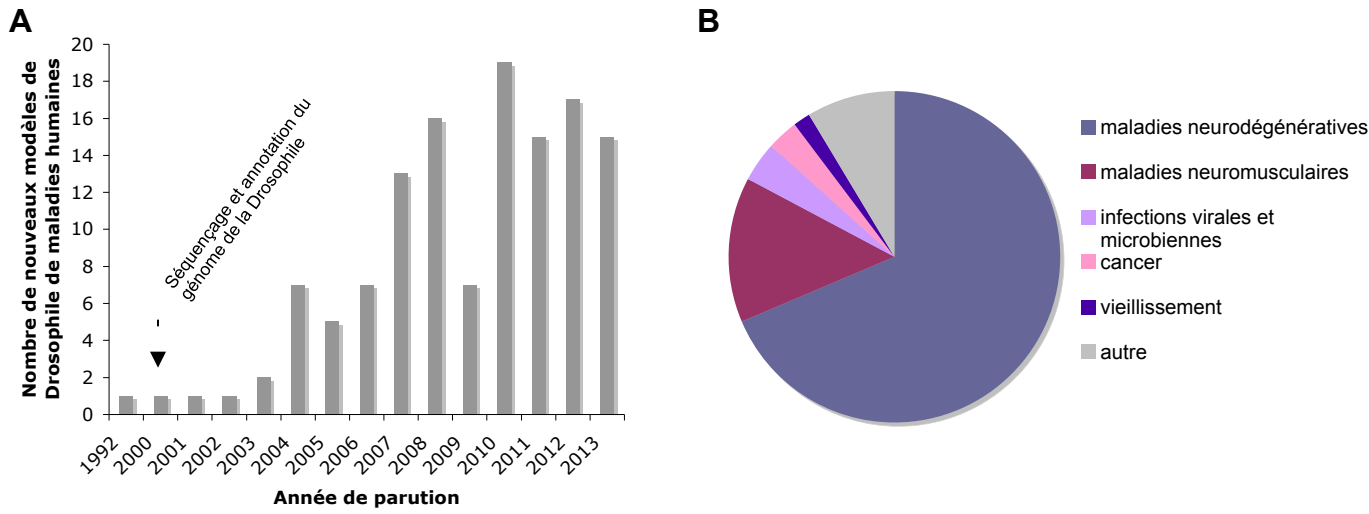 A
B
Nombre de nouveaux modèles de
Drosophile de maladies humaines
20
18
16
14
12
10
8
6
4
2
0
Séquençage et annotation du
génome de la Drosophile
1992
2000
2001
2002
2003
2004
2005
2006
2007
2008
2009
2010
2011
2012
2013
Année de parution
maladies neurodégénératives
maladies neuromusculaires
infections virales et
microbiennes
cancer
vieillissement
autre